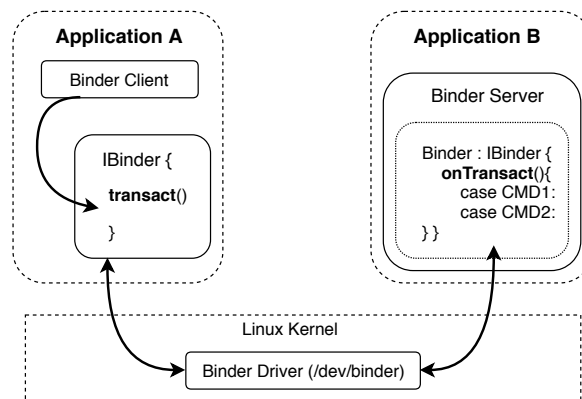 Application A
Binder Client
IBinder {
transact()
}
Application B
Binder Server
Binder : IBinder {
onTransact(){
case CMD1:
case CMD2:
} }
Linux Kernel
Binder Driver (/dev/binder)